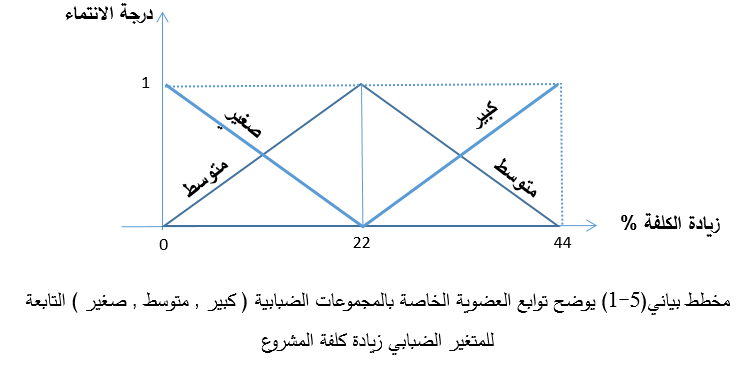 درجة الانتماء
1
صغير
كبير
متوسط
متوسط
زيادة الكلفة %
0
22
44
مخطط بياني(5-1) يوضح توابع العضوية الخاصة بالمجموعات الضبابية ( كبير , متوسط , صغير ) التابعة
للمتغير الضبابي زيادة كلفة المشروع